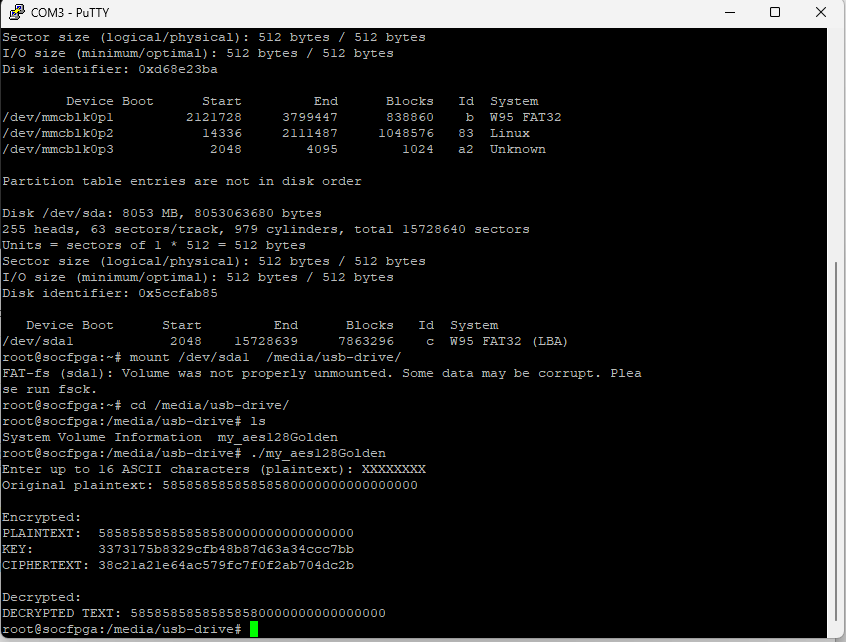 COM3 - PuTTY
Sector size (logical/physical): 512 bytes / 512 bytes
I/O size (minimum/optimal): 512 bytes / 512 bytes
Disk identifier: 0xd68e23ba
Device Boot Start End Blocks Id System
/dev/mmcblk0p1 2121728 3799447 838860 b W95 FAT32
/dev/mmcblk0p2 14336 2111487 1048576 83 Linux
/dev/mmcblk0p3 2048 4095 1024 a2 Unknown
Partition table entries are not in disk order
Disk /dev/sda: 8053 MB, 8053063680 bytes
255 heads, 63 sectors/track, 979 cylinders, total 15728640 sectors
Units = sectors of 1 * 512 = 512 bytes
Sector size (logical/physical): 512 bytes / 512 bytes
I/O size (minimum/optimal): 512 bytes / 512 bytes
Disk identifier: 0x5ccfab85
Device Boot Start End Blocks Id System
/dev/sda1 2048 15728639 7863296 c W95 FAT32 (LBA)
root@socfpga:~# mount /dev/sda1  /media/usb-drive/
FAT-fs (sda1): Volume was not properly unmounted. Some data may be corrupt. Plea
se run fsck.
root@socfpga:~# cd /media/usb-drive/
root@socfpga:/media/usb-drive# ls
System Volume Information  my_aes128Golden
root@socfpga:/media/usb-drive# ./my_aes128Golden
Enter up to 16 ASCII characters (plaintext): XXXXXXXX
Original plaintext: 58585858585858580000000000000000
Encrypted:
PLAINTEXT:  58585858585858580000000000000000
KEY:        3373175b8329cfb48b87d63a34ccc7bb
CIPHERTEXT: 38c21a21e64ac579fc7f0f2ab704dc2b
Decrypted:
DECRYPTED TEXT: 58585858585858580000000000000000
root@socfpga:/media/usb-drive#